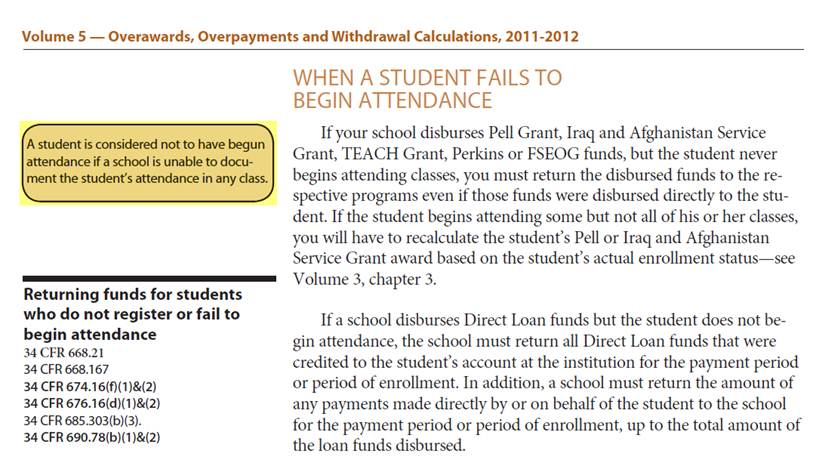 Volume 5 — Overawards, Overpayments and Withdrawal Calculations, 2011-2012
A student is considered not to have begun
attendance if a school is unable to docu-
ment the student's attendance in any class.
Returning funds for students
who do not register or fail to
begin attendance
34 CFR 668.21
34 CFR 668.167
34 CFR 674.16(f)(1)&(2)
34 CFR 676.16(d)(1)&(2)
34 CFR 685.303(b)(3).
34 CFR 690.78(b)(1)&(2)
WHEN A STUDENT FAILS TO
BEGIN ATTENDANCE
If your school disburses Pell Grant, Iraq and Afghanistan Service
Grant, TEACH Grant, Perkins or FSEOG funds, but the student never
begins attending classes, you must return the disbursed funds to the re-
spective programs even if those funds were disbursed directly to the stu-
dent. If the student begins attending some but not all of his or her classes,
you will have to recalculate the student's Pell or Iraq and Afghanistan
Service Grant award based on the student's actual enrollment status—see
Volume 3, chapter 3.
If a school disburses Direct Loan funds but the student does not be-
gin attendance, the school must return all Direct Loan funds that were
credited to the student's account at the institution for the payment period
or period of enrollment. In addition, a school must return the amount of
any payments made directly by or on behalf of the student to the school
for the payment period or period of enrollment, up to the total amount of
the loan funds disbursed.